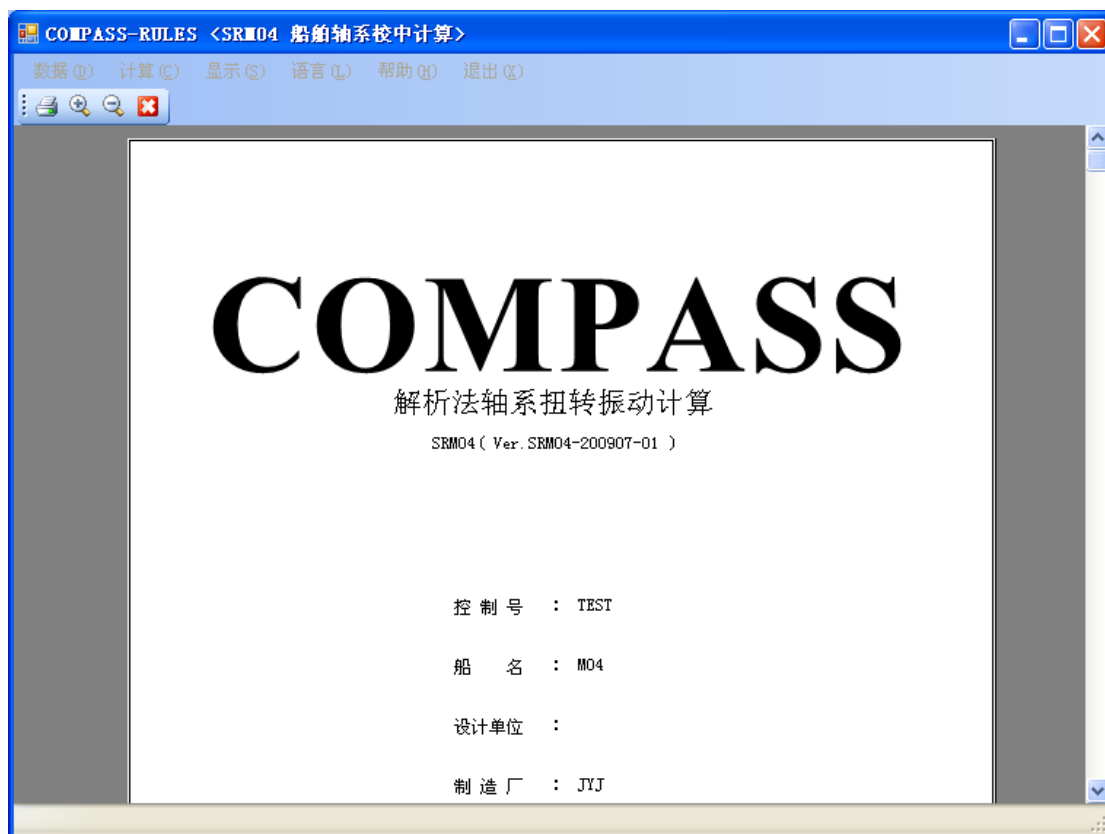 COMPASS-RULES <SRM04 船舶轴系校中计算>
数据(D) 计算(C) 显示(S) 语言(L) 帮助(H) 退出(X)
COMPASS
解析法轴系扭转振动计算
SRM04( Ver.SRM04-200907-01 )
控 制 号 : TEST
船 名 : M04
设计单位 :
制 造 厂 : JYJ